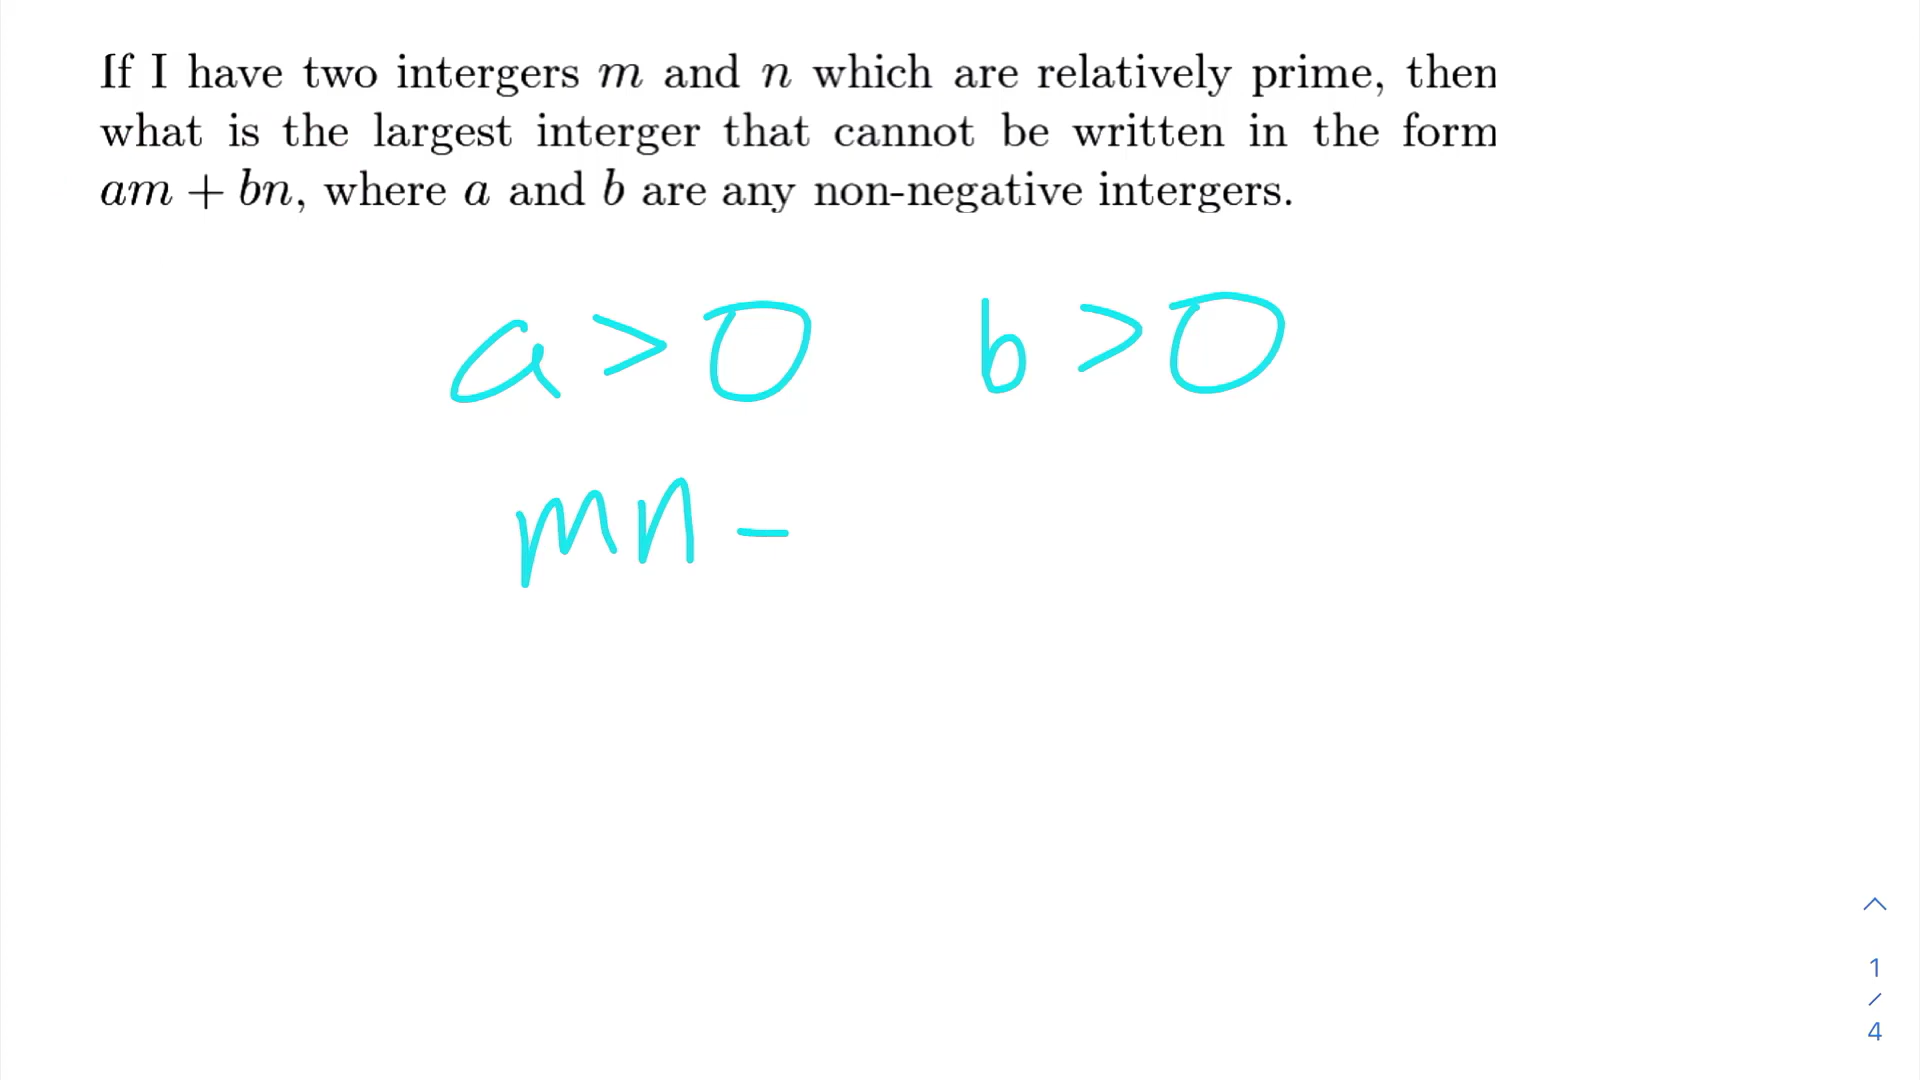 If I have two intergers m and n which are relatively prime, then
what is the largest interger that cannot be written in the form
am + bn, where a and b are any non-negative intergers.
a > 0 b > 0
mn -
1
/
4